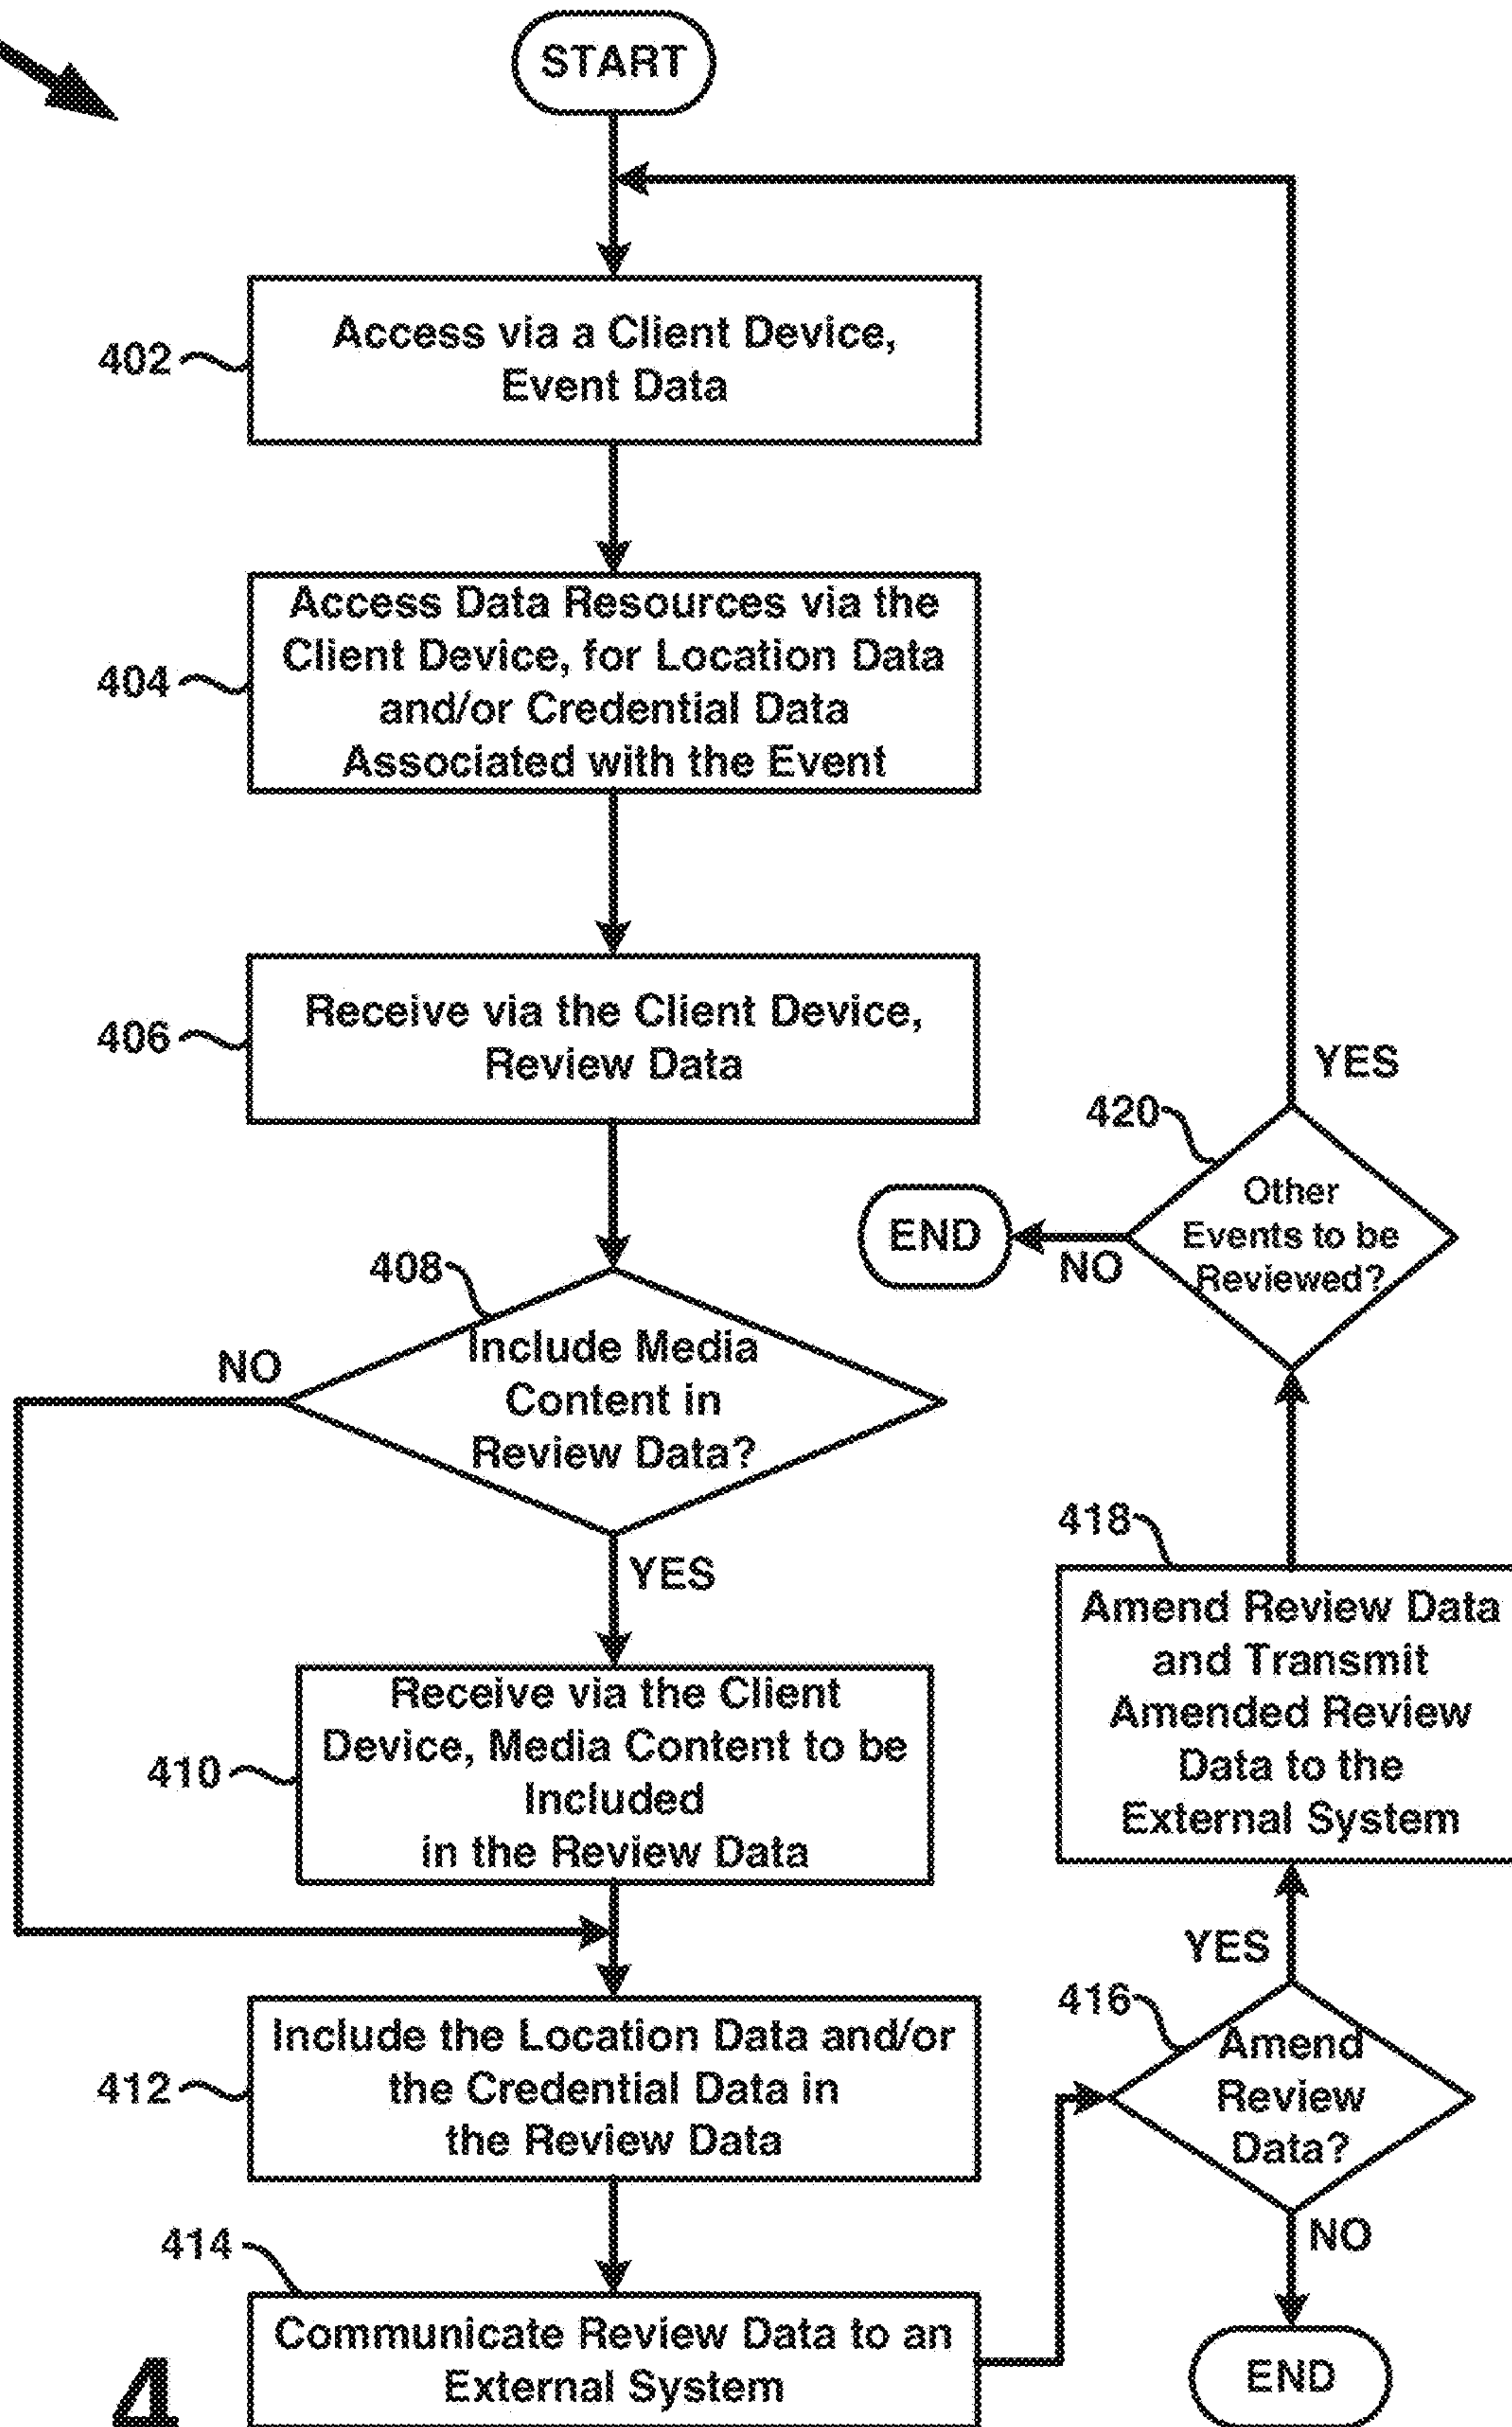 START
402
Access via a Client Device,
Event Data
404
Access Data Resources via the
Client Device, for Location Data
and/or Credential Data
Associated with the Event
406
Receive via the Client Device,
Review Data
408
Include Media
Content in
Review Data?
NO
YES
410
Receive via the Client
Device, Media Content to be
Included
in the Review Data
412
Include the Location Data and/or
the Credential Data in
the Review Data
414
Communicate Review Data to an
External System
416
Amend
Review
Data?
NO
END
YES
418
Amend Review Data
and Transmit
Amended Review
Data to the
External System
420
Other
Events to be
Reviewed?
NO
END
YES
4